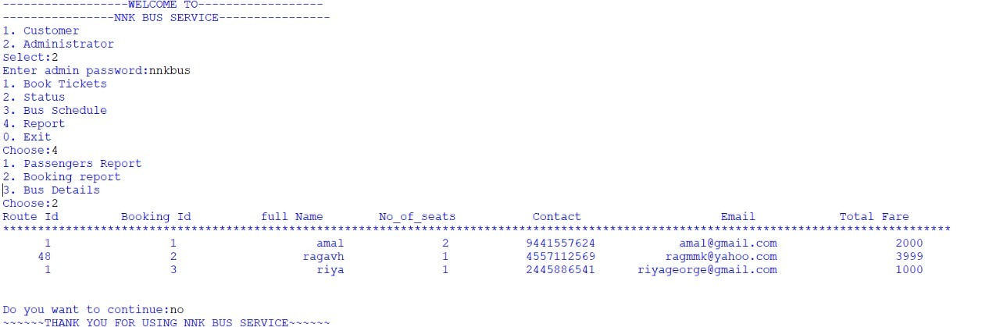 ------------------WELCOME TO------------------
----------------NNK BUS SERVICE----------------
1. Customer
2. Administrator
Select:2
Enter admin password:nnkbus
1. Book Tickets
2. Status
3. Bus Schedule
4. Report
0. Exit
Choose:4
1. Passengers Report
2. Booking report
3. Bus Details
Choose:2
Route Id         Booking Id          full Name        No_of_seats           Contact                    Email            Total Fare
****************************************************************************************************************************************
      1                 1                    amal              2           9441557624            amal@gmail.com                 2000
     48                 2                  ragavh              1           4557112569          ragmmk@yahoo.com                 3999
      1                 3                    riya              1           2445886541      riyageorge@gmail.com                 1000
Do you want to continue:no
~~~~~~THANK YOU FOR USING NNK BUS SERVICE~~~~~~